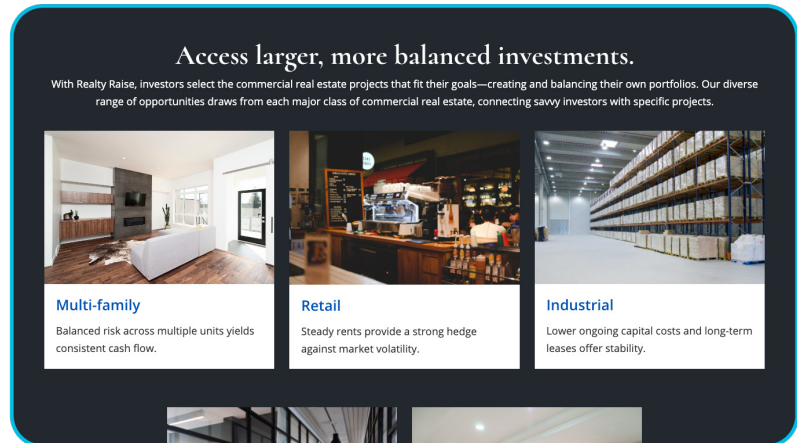 Access larger, more balanced investments.
With Realty Raise, investors select the commercial real estate projects that fit their goals—creating and balancing their own portfolios. Our diverse
range of opportunities draws from each major class of commercial real estate, connecting savvy investors with specific projects.
Multi-family
Balanced risk across multiple units yields
consistent cash flow.
Retail
Steady rents provide a strong hedge
against market volatility.
Industrial
Lower ongoing capital costs and long-term
leases offer stability.